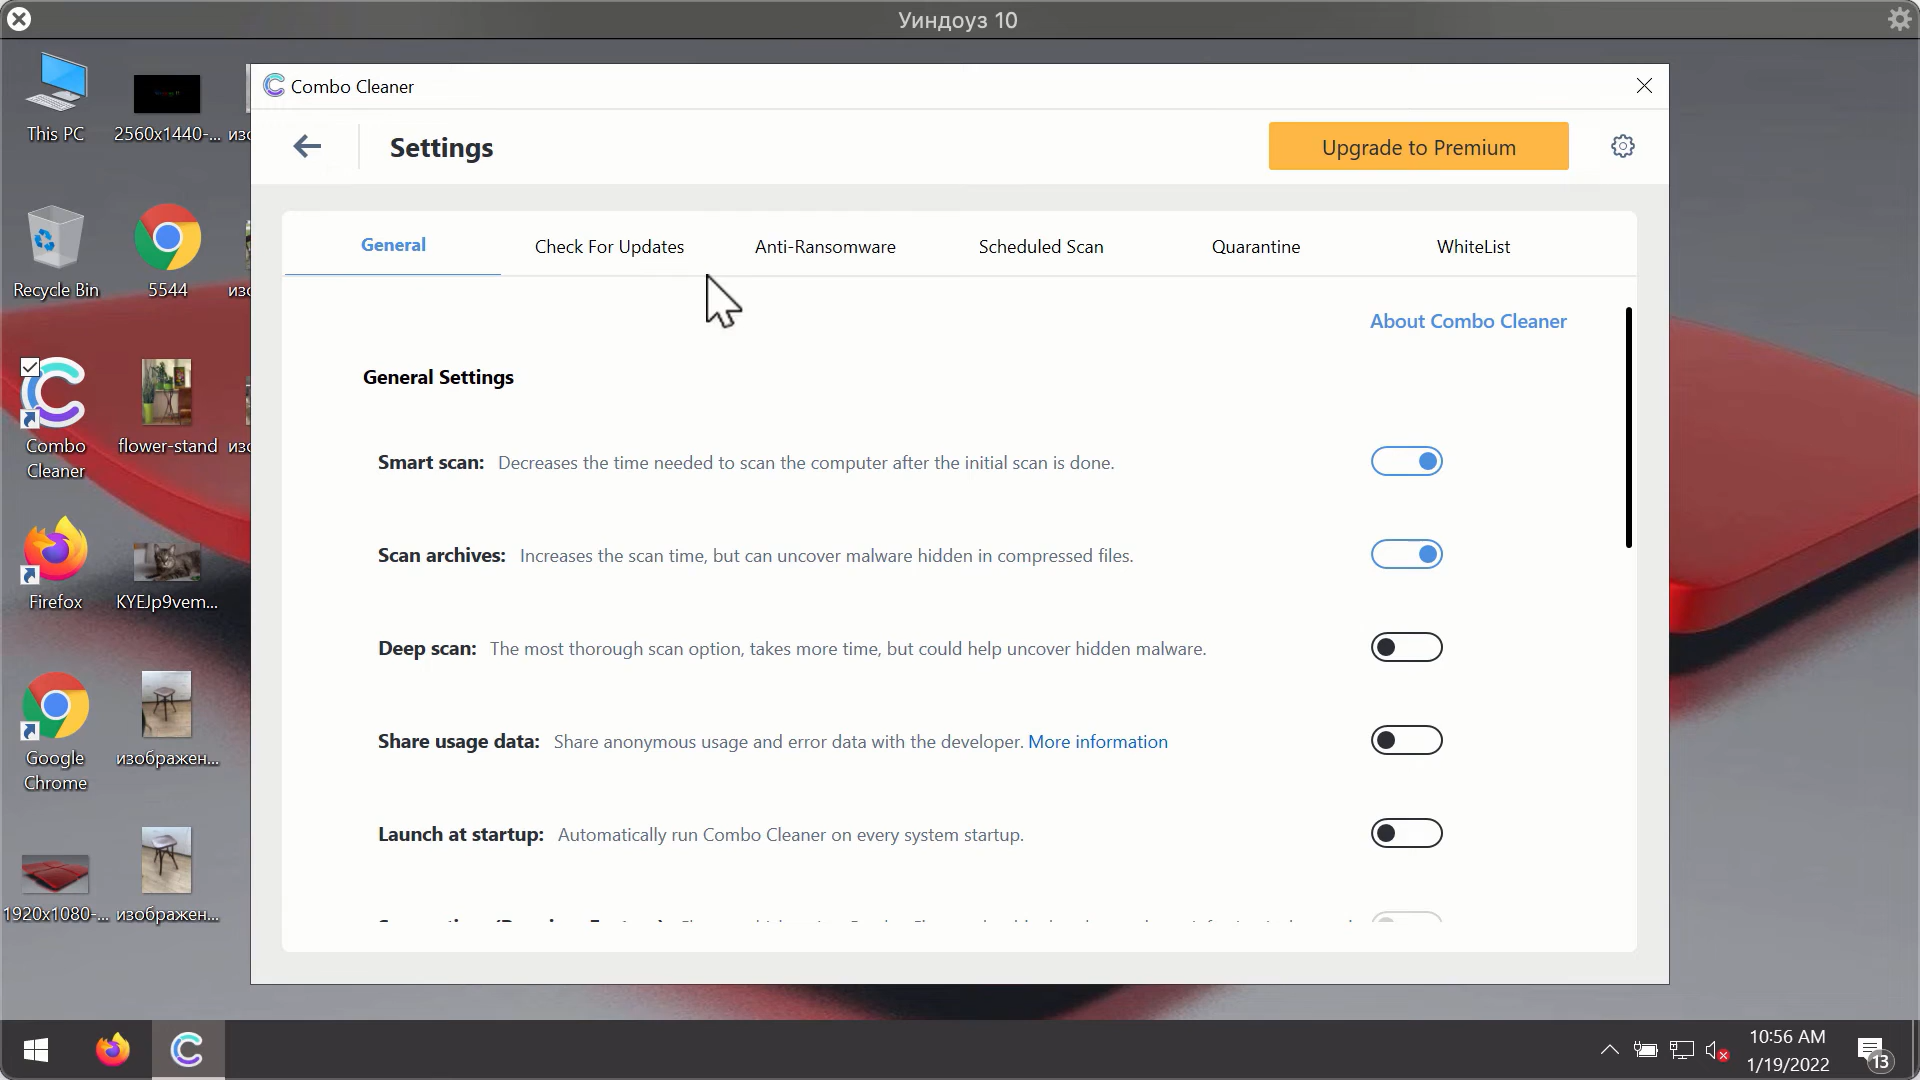 Уиндоуз 10
Combo Cleaner
Settings
Upgrade to Premium
General
Check For Updates
Anti-Ransomware
Scheduled Scan
Quarantine
WhiteList
About Combo Cleaner
General Settings
Smart scan: Decreases the time needed to scan the computer after the initial scan is done.
Scan archives: Increases the scan time, but can uncover malware hidden in compressed files.
Deep scan: The most thorough scan option, takes more time, but could help uncover hidden malware.
Share usage data: Share anonymous usage and error data with the developer. More information
Launch at startup: Automatically run Combo Cleaner on every system startup.
This PC
2560x1440-...
изо
Recycle Bin
5544
изо
Combo
Cleaner
flower-stand
изо
Firefox
KYEJp9vem...
Google
Chrome
изображен...
1920x1080-...
изображен...
10:56 AM
1/19/2022
13